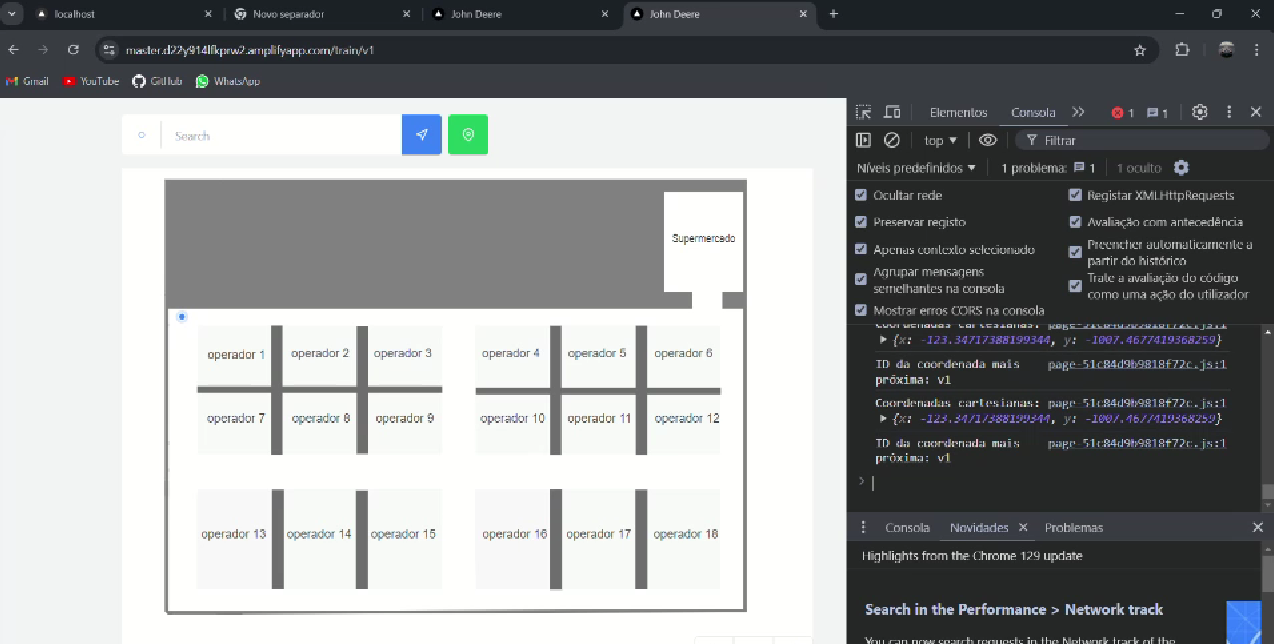 localhost
Novo separador
John Deere
John Deere
master.d22y914lfkprw2.amplifyapp.com/train/v1
Gmail
YouTube
GitHub
WhatsApp
Search
Supermercado
operador 1
operador 2
operador 3
operador 4
operador 5
operador 6
operador 7
operador 8
operador 9
operador 10
operador 11
operador 12
operador 13
operador 14
operador 15
operador 16
operador 17
operador 18
Elementos
Consola
1
1
top
Filtrar
Níveis predefinidos
1 problema:
1
1 oculto
Ocultar rede
Registar XMLHttpRequests
Preservar registo
Avaliação com antecedência
Apenas contexto selecionado
Preencher automaticamente a
partir do histórico
Agrupar mensagens
semelhantes na consola
Trate a avaliação do código
como uma ação do utilizador
Mostrar erros CORS na consola
Coordenadas cartesianas: page-51c84d9b9818f72c.js:1
{x: -123.34717388199344, y: -1007.4677419368259}
ID da coordenada mais page-51c84d9b9818f72c.js:1
próxima: v1
Coordenadas cartesianas: page-51c84d9b9818f72c.js:1
{x: -123.34717388199344, y: -1007.4677419368259}
ID da coordenada mais page-51c84d9b9818f72c.js:1
próxima: v1
Consola
Novidades
Problemas
Highlights from the Chrome 129 update
Search in the Performance > Network track
You can now search requests in the Network track of the